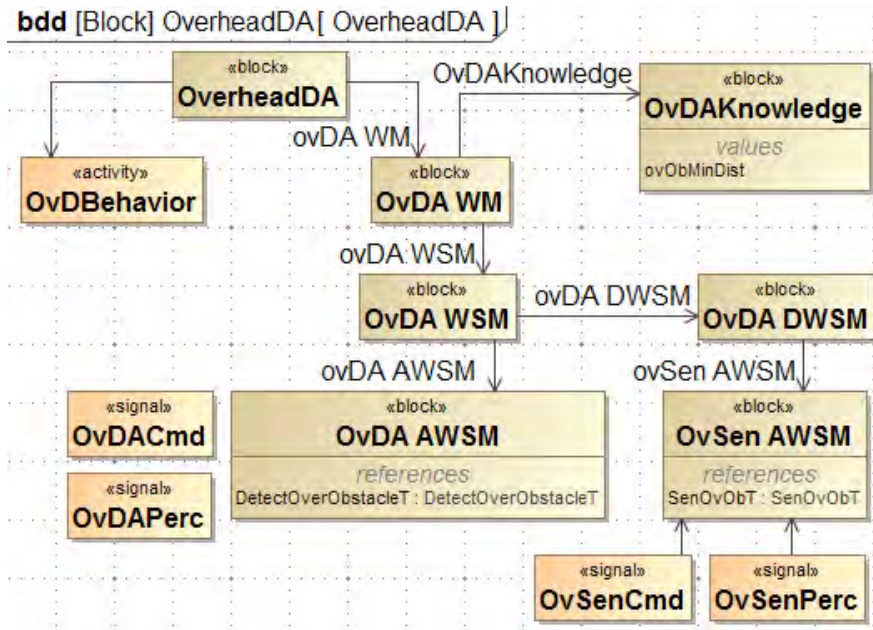 bdd [Block] OverheadDA[ OverheadDA ]
«block»
OverheadDA
OvDAKnowledge
«block»
OvDAKnowledge
values
ovObMinDist
ovDA WM
«activity»
OvDBehavior
«block»
OvDA WM
ovDA WSM
«block»
OvDA WSM
ovDA DWSM
«block»
OvDA DWSM
ovDA AWSM
ovSen AWSM
«signal»
OvDACmd
«block»
OvDA AWSM
references
DetectOverObstacleT : DetectOverObstacleT
«block»
OvSen AWSM
references
SenOvObT : SenOvObT
«signal»
OvDAPerc
«signal»
OvSenCmd
«signal»
OvSenPerc